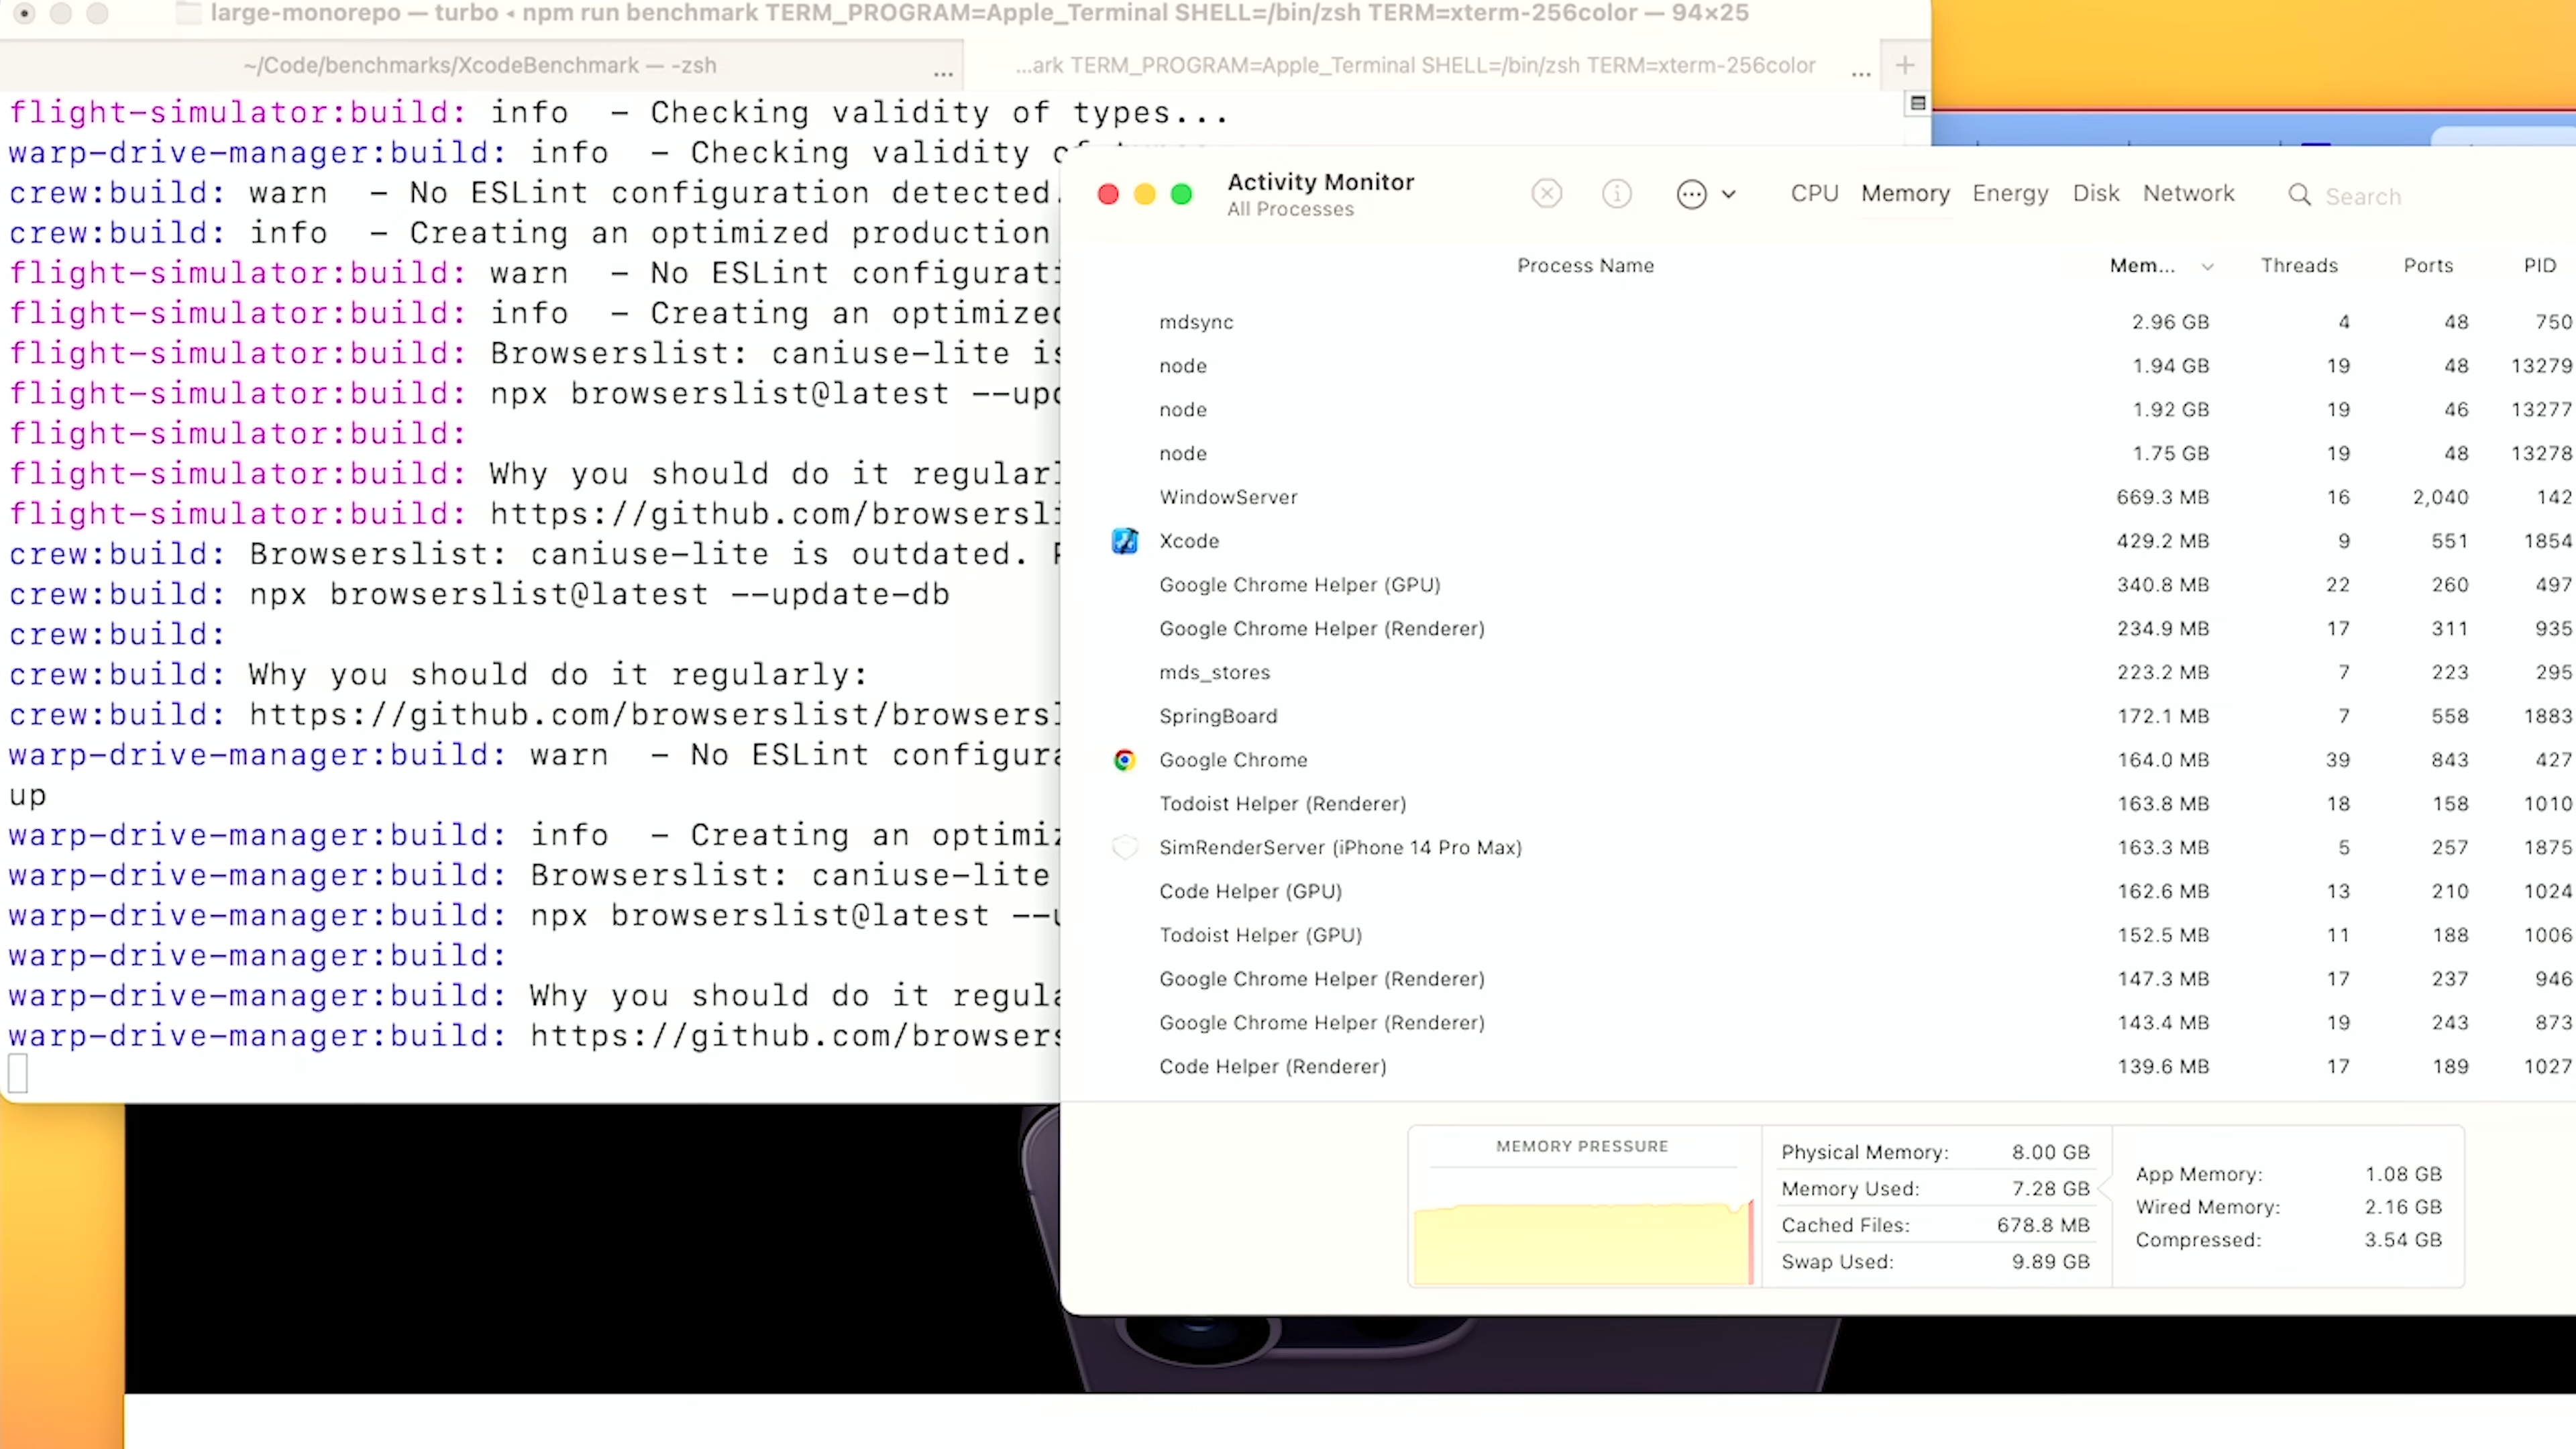 large-monorepo — turbo ◂ npm run benchmark TERM_PROGRAM=Apple_Terminal SHELL=/bin/zsh TERM=xterm-256color — 94×25
~/Code/benchmarks/XcodeBenchmark — -zsh ...
...ark TERM_PROGRAM=Apple_Terminal SHELL=/bin/zsh TERM=xterm-256color ... +
flight-simulator:build: info  - Checking validity of types...
warp-drive-manager:build: info  - Checking validity
crew:build: warn  - No ESLint configuration detected.
crew:build: info  - Creating an optimized production
flight-simulator:build: warn  - No ESLint configurati
flight-simulator:build: info  - Creating an optimized
flight-simulator:build: Browserslist: caniuse-lite is
flight-simulator:build: npx browserslist@latest --upd
flight-simulator:build:
flight-simulator:build: Why you should do it regularl
flight-simulator:build: https://github.com/browsersli
crew:build: Browserslist: caniuse-lite is outdated. P
crew:build: npx browserslist@latest --update-db
crew:build:
crew:build: Why you should do it regularly:
crew:build: https://github.com/browserslist/browsersl
warp-drive-manager:build: warn  - No ESLint configura
up
warp-drive-manager:build: info  - Creating an optimiz
warp-drive-manager:build: Browserslist: caniuse-lite
warp-drive-manager:build: npx browserslist@latest --u
warp-drive-manager:build:
warp-drive-manager:build: Why you should do it regula
warp-drive-manager:build: https://github.com/browsers
Activity Monitor
All Processes
CPU Memory Energy Disk Network Search
Process Name Mem... Threads Ports PID
mdsync 2.96 GB 4 48 750
node 1.94 GB 19 48 13279
node 1.92 GB 19 46 13277
node 1.75 GB 19 48 13278
WindowServer 669.3 MB 16 2,040 142
Xcode 429.2 MB 9 551 1854
Google Chrome Helper (GPU) 340.8 MB 22 260 497
Google Chrome Helper (Renderer) 234.9 MB 17 311 935
mds_stores 223.2 MB 7 223 295
SpringBoard 172.1 MB 7 558 1883
Google Chrome 164.0 MB 39 843 427
Todoist Helper (Renderer) 163.8 MB 18 158 1010
SimRenderServer (iPhone 14 Pro Max) 163.3 MB 5 257 1875
Code Helper (GPU) 162.6 MB 13 210 1024
Todoist Helper (GPU) 152.5 MB 11 188 1006
Google Chrome Helper (Renderer) 147.3 MB 17 237 946
Google Chrome Helper (Renderer) 143.4 MB 19 243 873
Code Helper (Renderer) 139.6 MB 17 189 1027
MEMORY PRESSURE
Physical Memory: 8.00 GB
Memory Used: 7.28 GB
Cached Files: 678.8 MB
Swap Used: 9.89 GB
App Memory: 1.08 GB
Wired Memory: 2.16 GB
Compressed: 3.54 GB